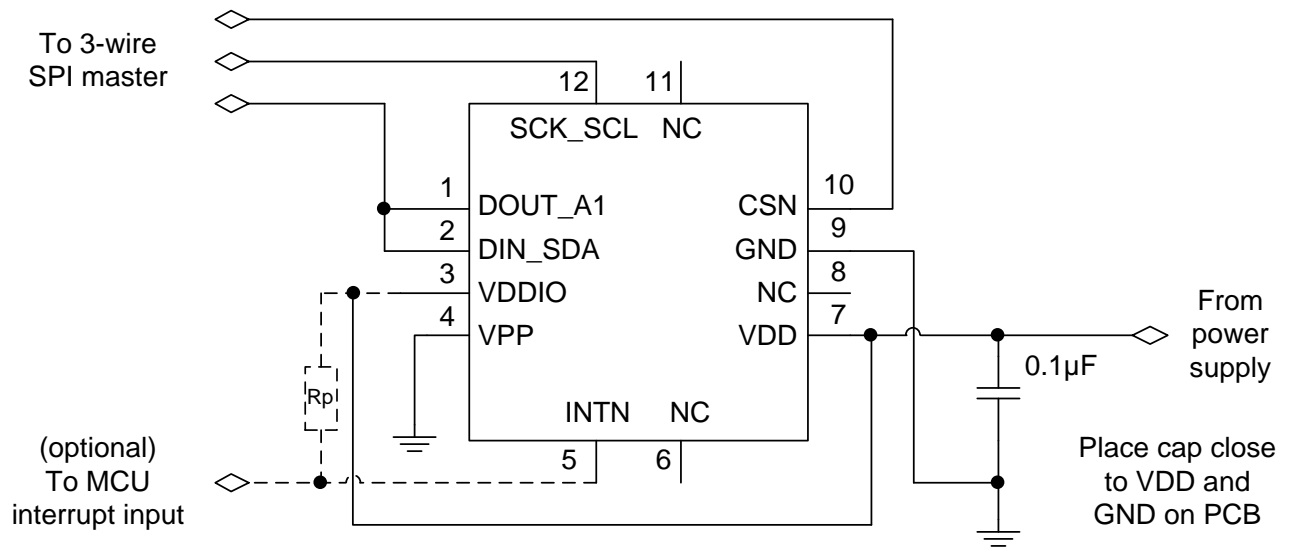 To 3-wire
SPI master
12
11
SCK_SCL
NC
1
DOUT_A1
2
DIN_SDA
3
VDDIO
4
VPP
10
CSN
9
GND
8
NC
7
VDD
From
power
supply
0.1µF
Rp
INTN
NC
5
6
(optional)
To MCU
interrupt input
Place cap close
to VDD and
GND on PCB